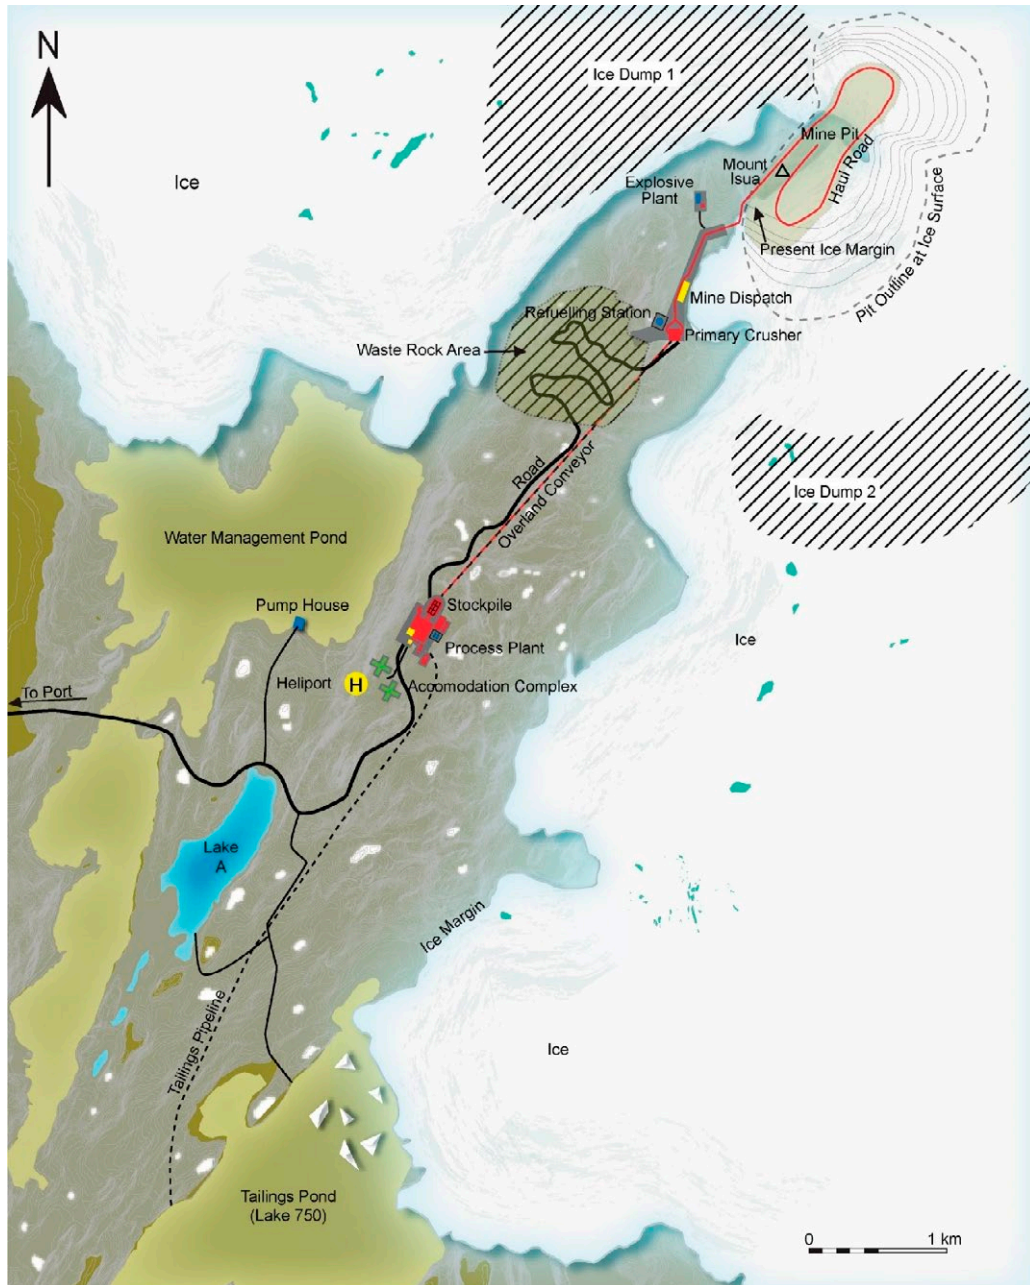 N
Ice Dump 1
Mine Pit
Ice
Mount
Isua
Haul Road
Explosive
Plant
Present Ice Margin
Pit Outline at Ice Surface
Mine Dispatch
Refuelling Station
Primary Crusher
Waste Rock Area
Road
Overland Conveyor
Ice Dump 2
Water Management Pond
Stockpile
Pump House
Ice
Process Plant
Heliport
H
Accomodation Complex
To Port
Lake
A
Ice Margin
Tailings Pipeline
Ice
Tailings Pond
(Lake 750)
0 1 km